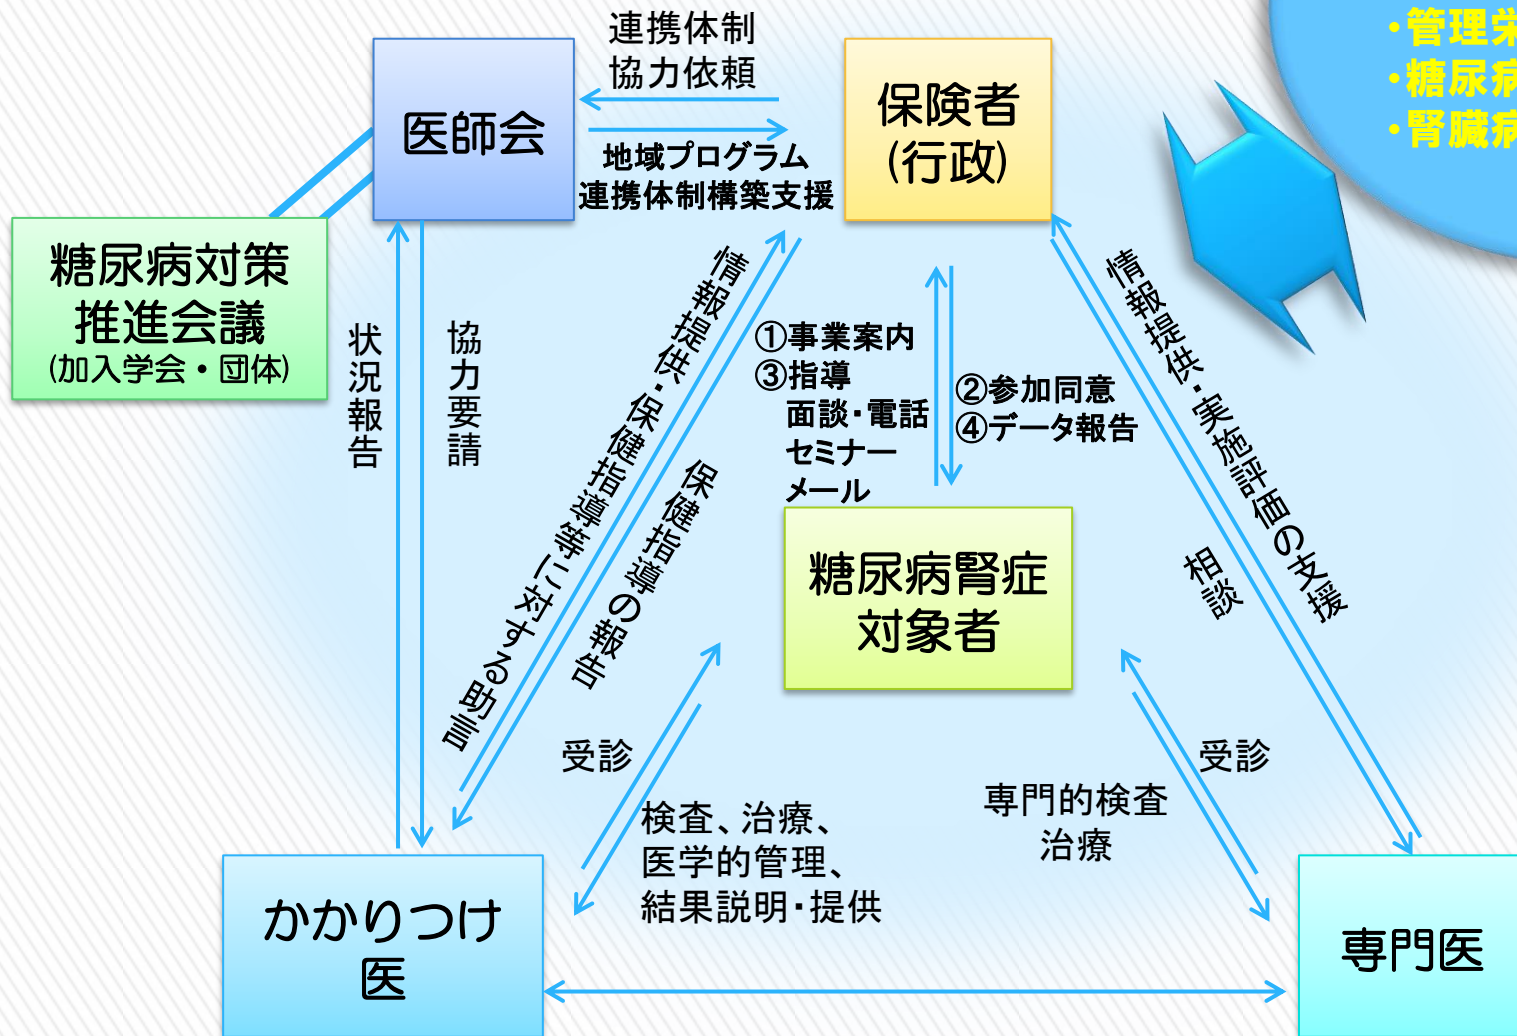 連携体制
協力依頼
・管理栄
・糖尿病
・腎臓病
医師会
保険者
(行政)
地域プログラム
連携体制構築支援
糖尿病対策
推進会議
(加入学会・団体)
状況報告
協力要請
情報提供・保健指導等に対する助言
保健指導の報告
①事業案内
③指導
面談・電話
セミナー
メール
②参加同意
④データ報告
情報提供・実施評価の支援
相談
糖尿病腎症
対象者
受診
検査、治療、
医学的管理、
結果説明・提供
専門的検査
治療
受診
かかりつけ
医
専門医